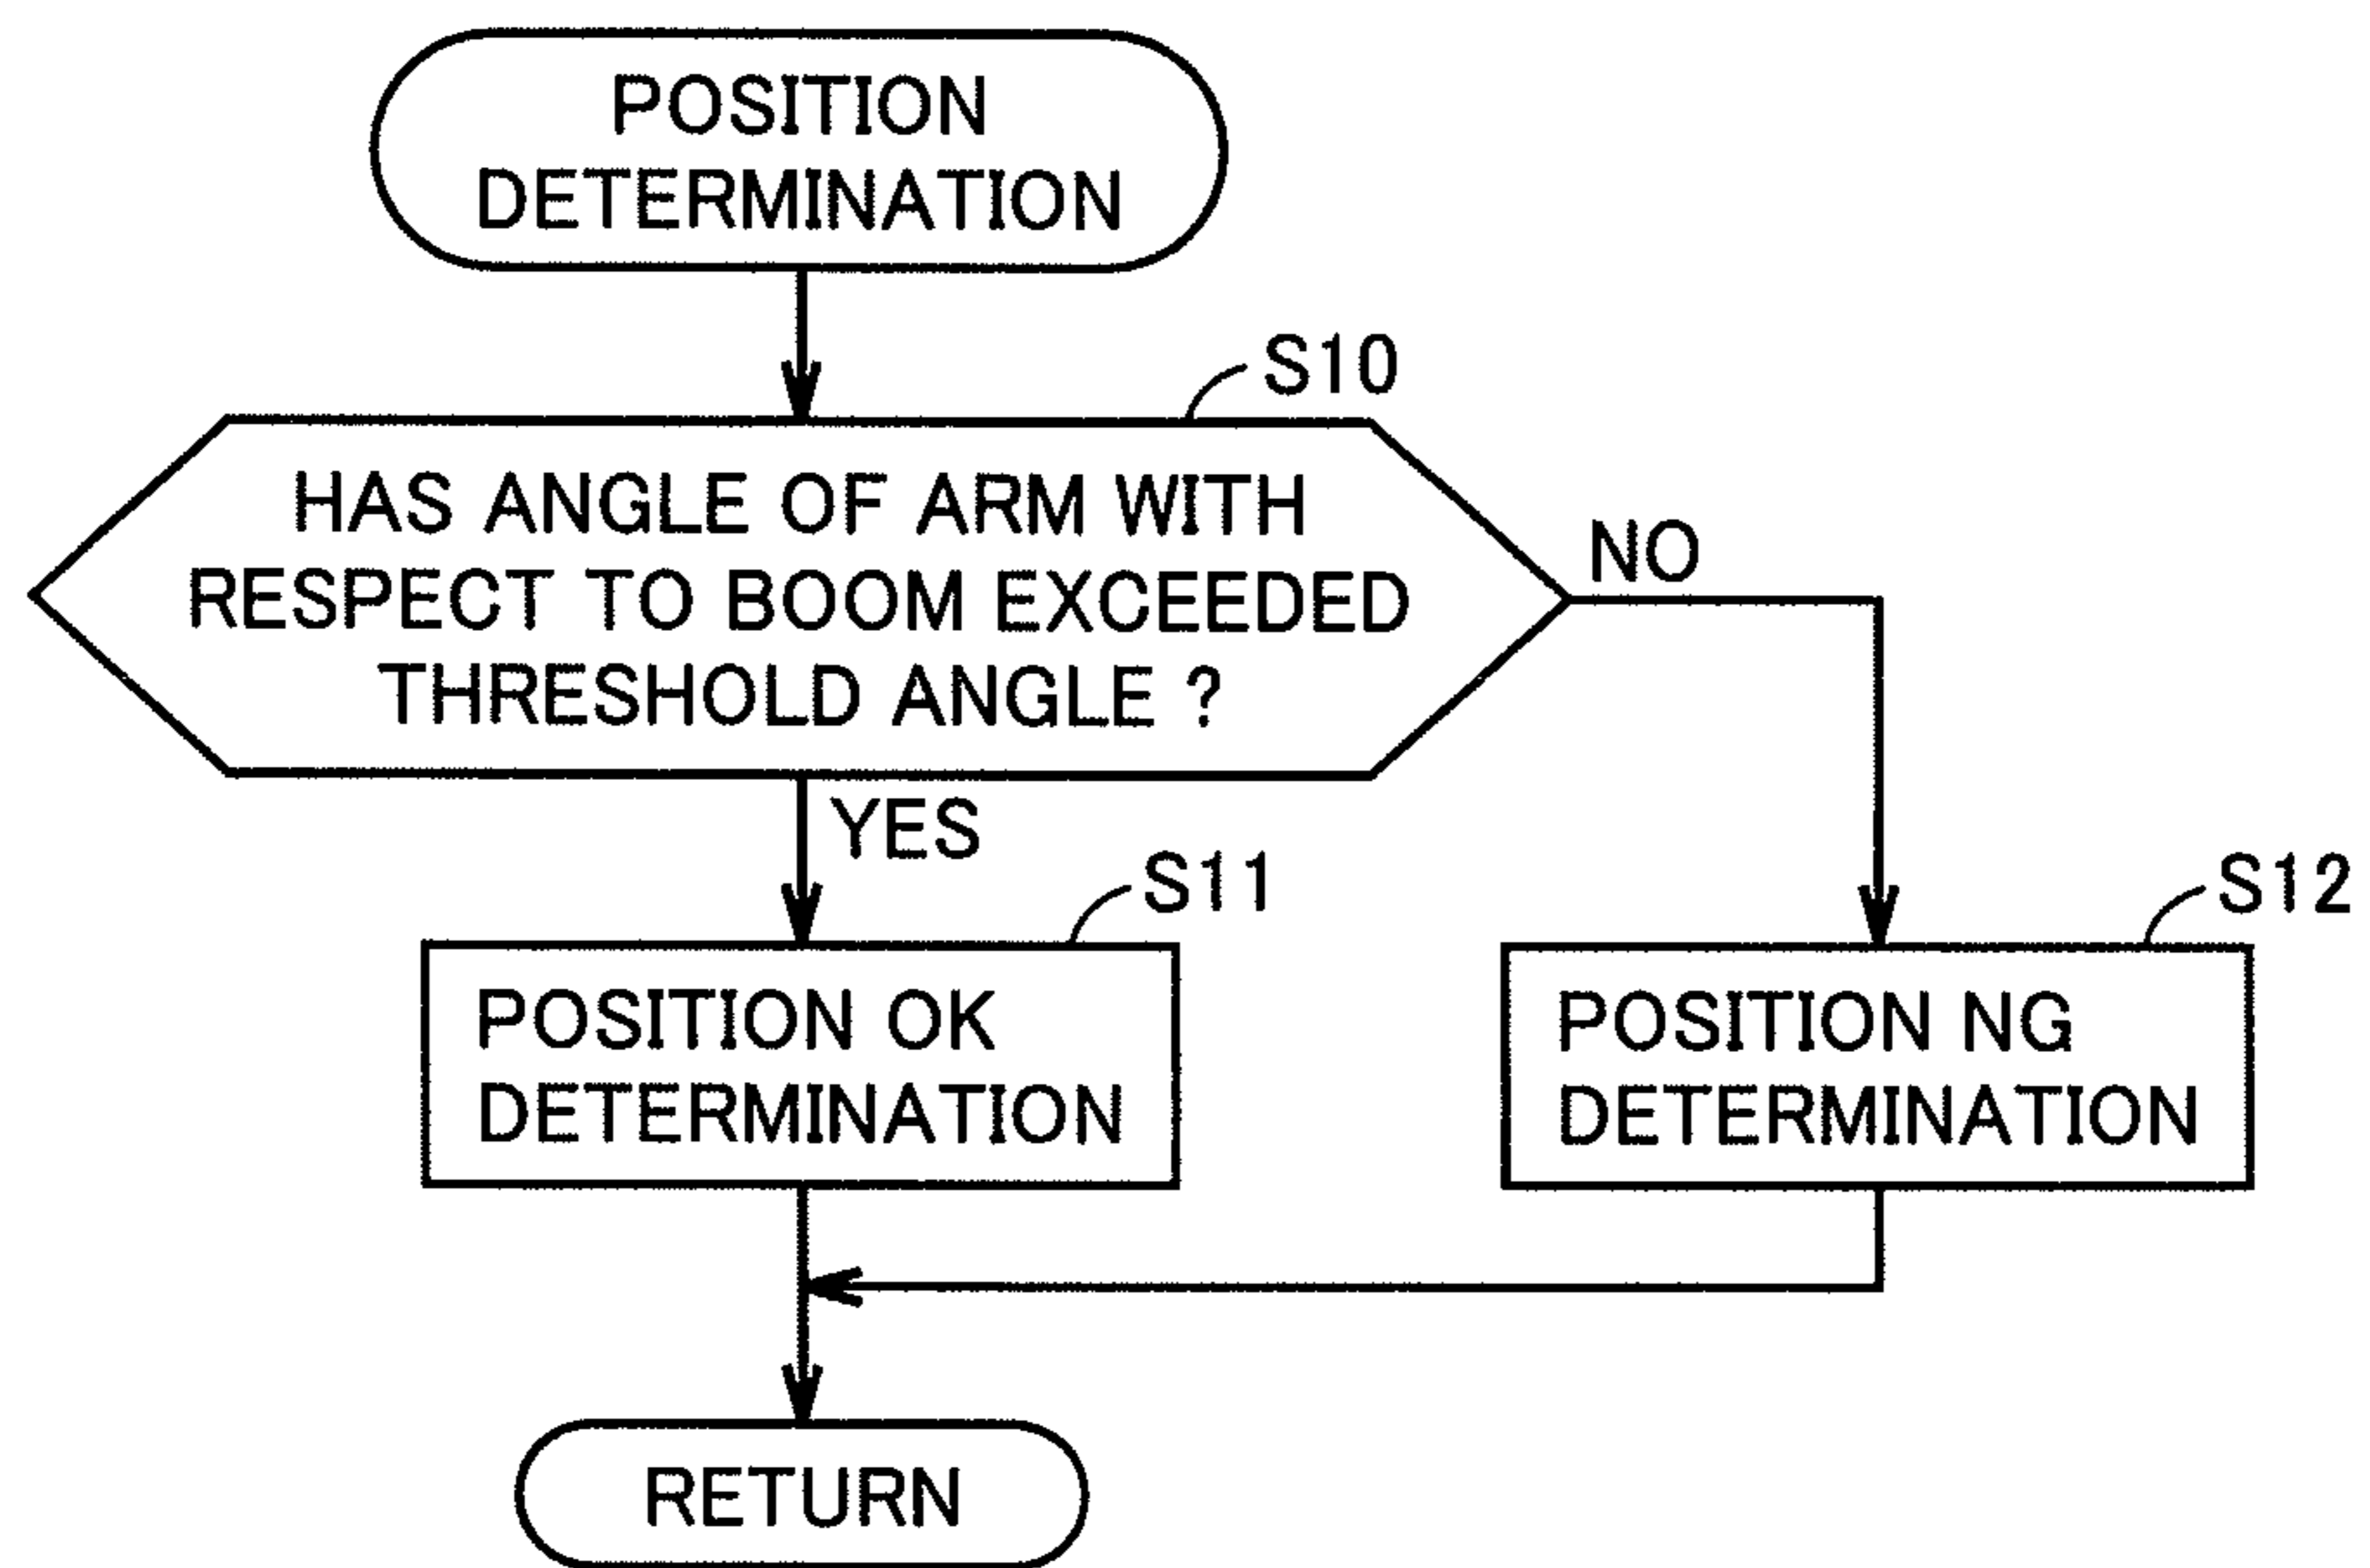 POSITION
DETERMINATION
S10
HAS ANGLE OF ARM WITH
RESPECT TO BOOM EXCEEDED
THRESHOLD ANGLE ?
NO
YES
S11
POSITION OK
DETERMINATION
S12
POSITION NG
DETERMINATION
RETURN